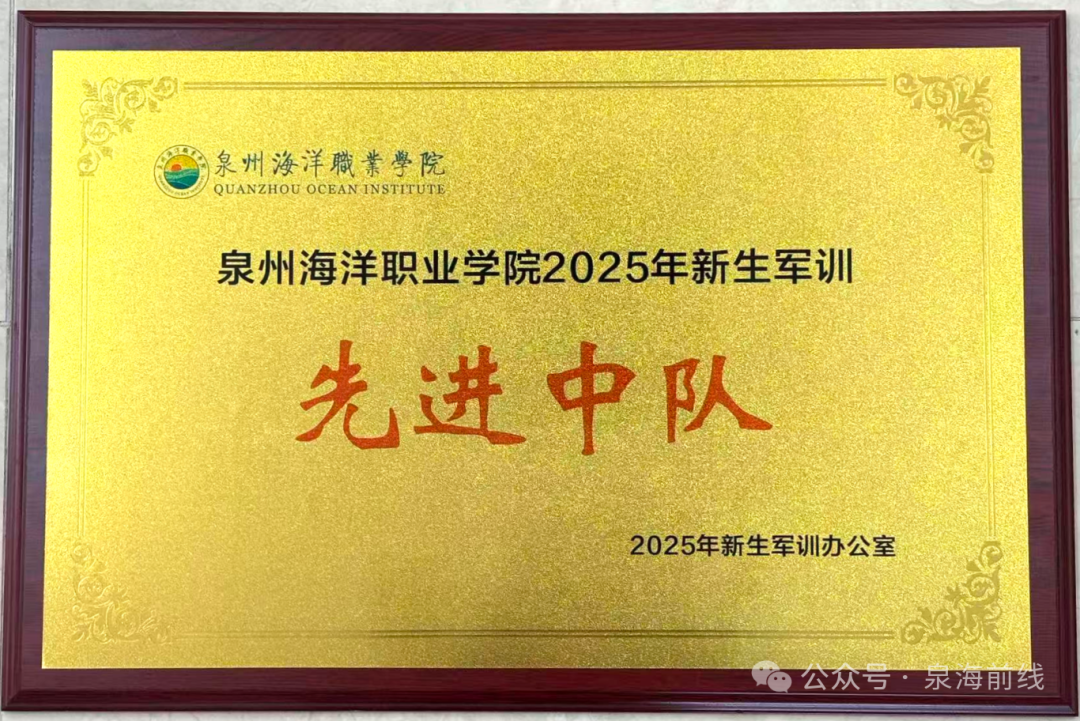 泉州海洋職業學院
QUANZHOU OCEAN INSTITUTE
泉州海洋职业学院2025年新生军训
先进中队
2025年新生军训办公室
公众号·泉海前线